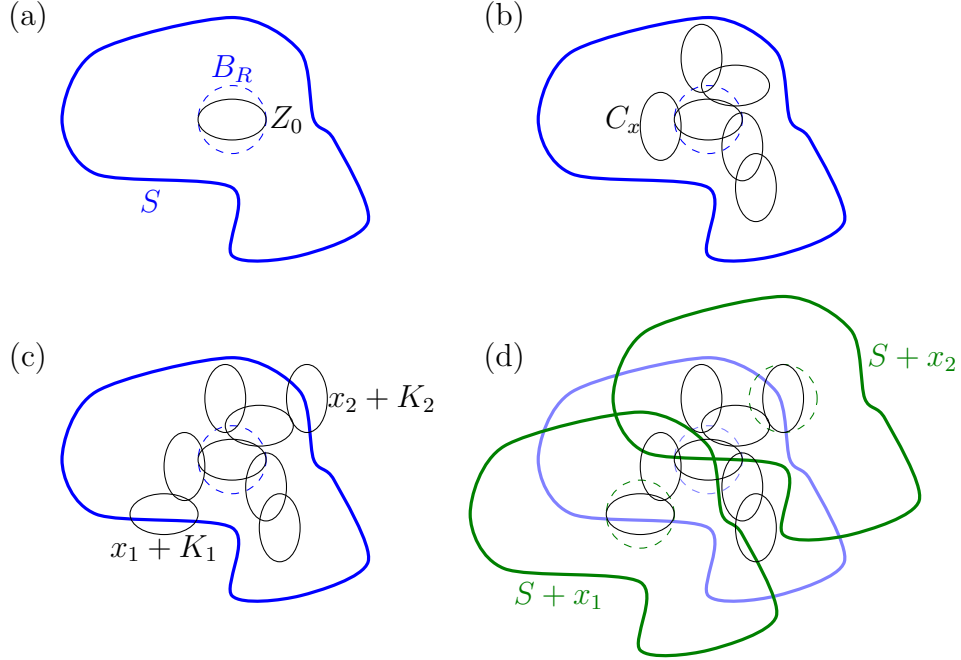 (a)
B_R
Z_0
S
(b)
C_x
(c)
x_2 + K_2
x_1 + K_1
(d)
S + x_2
S + x_1